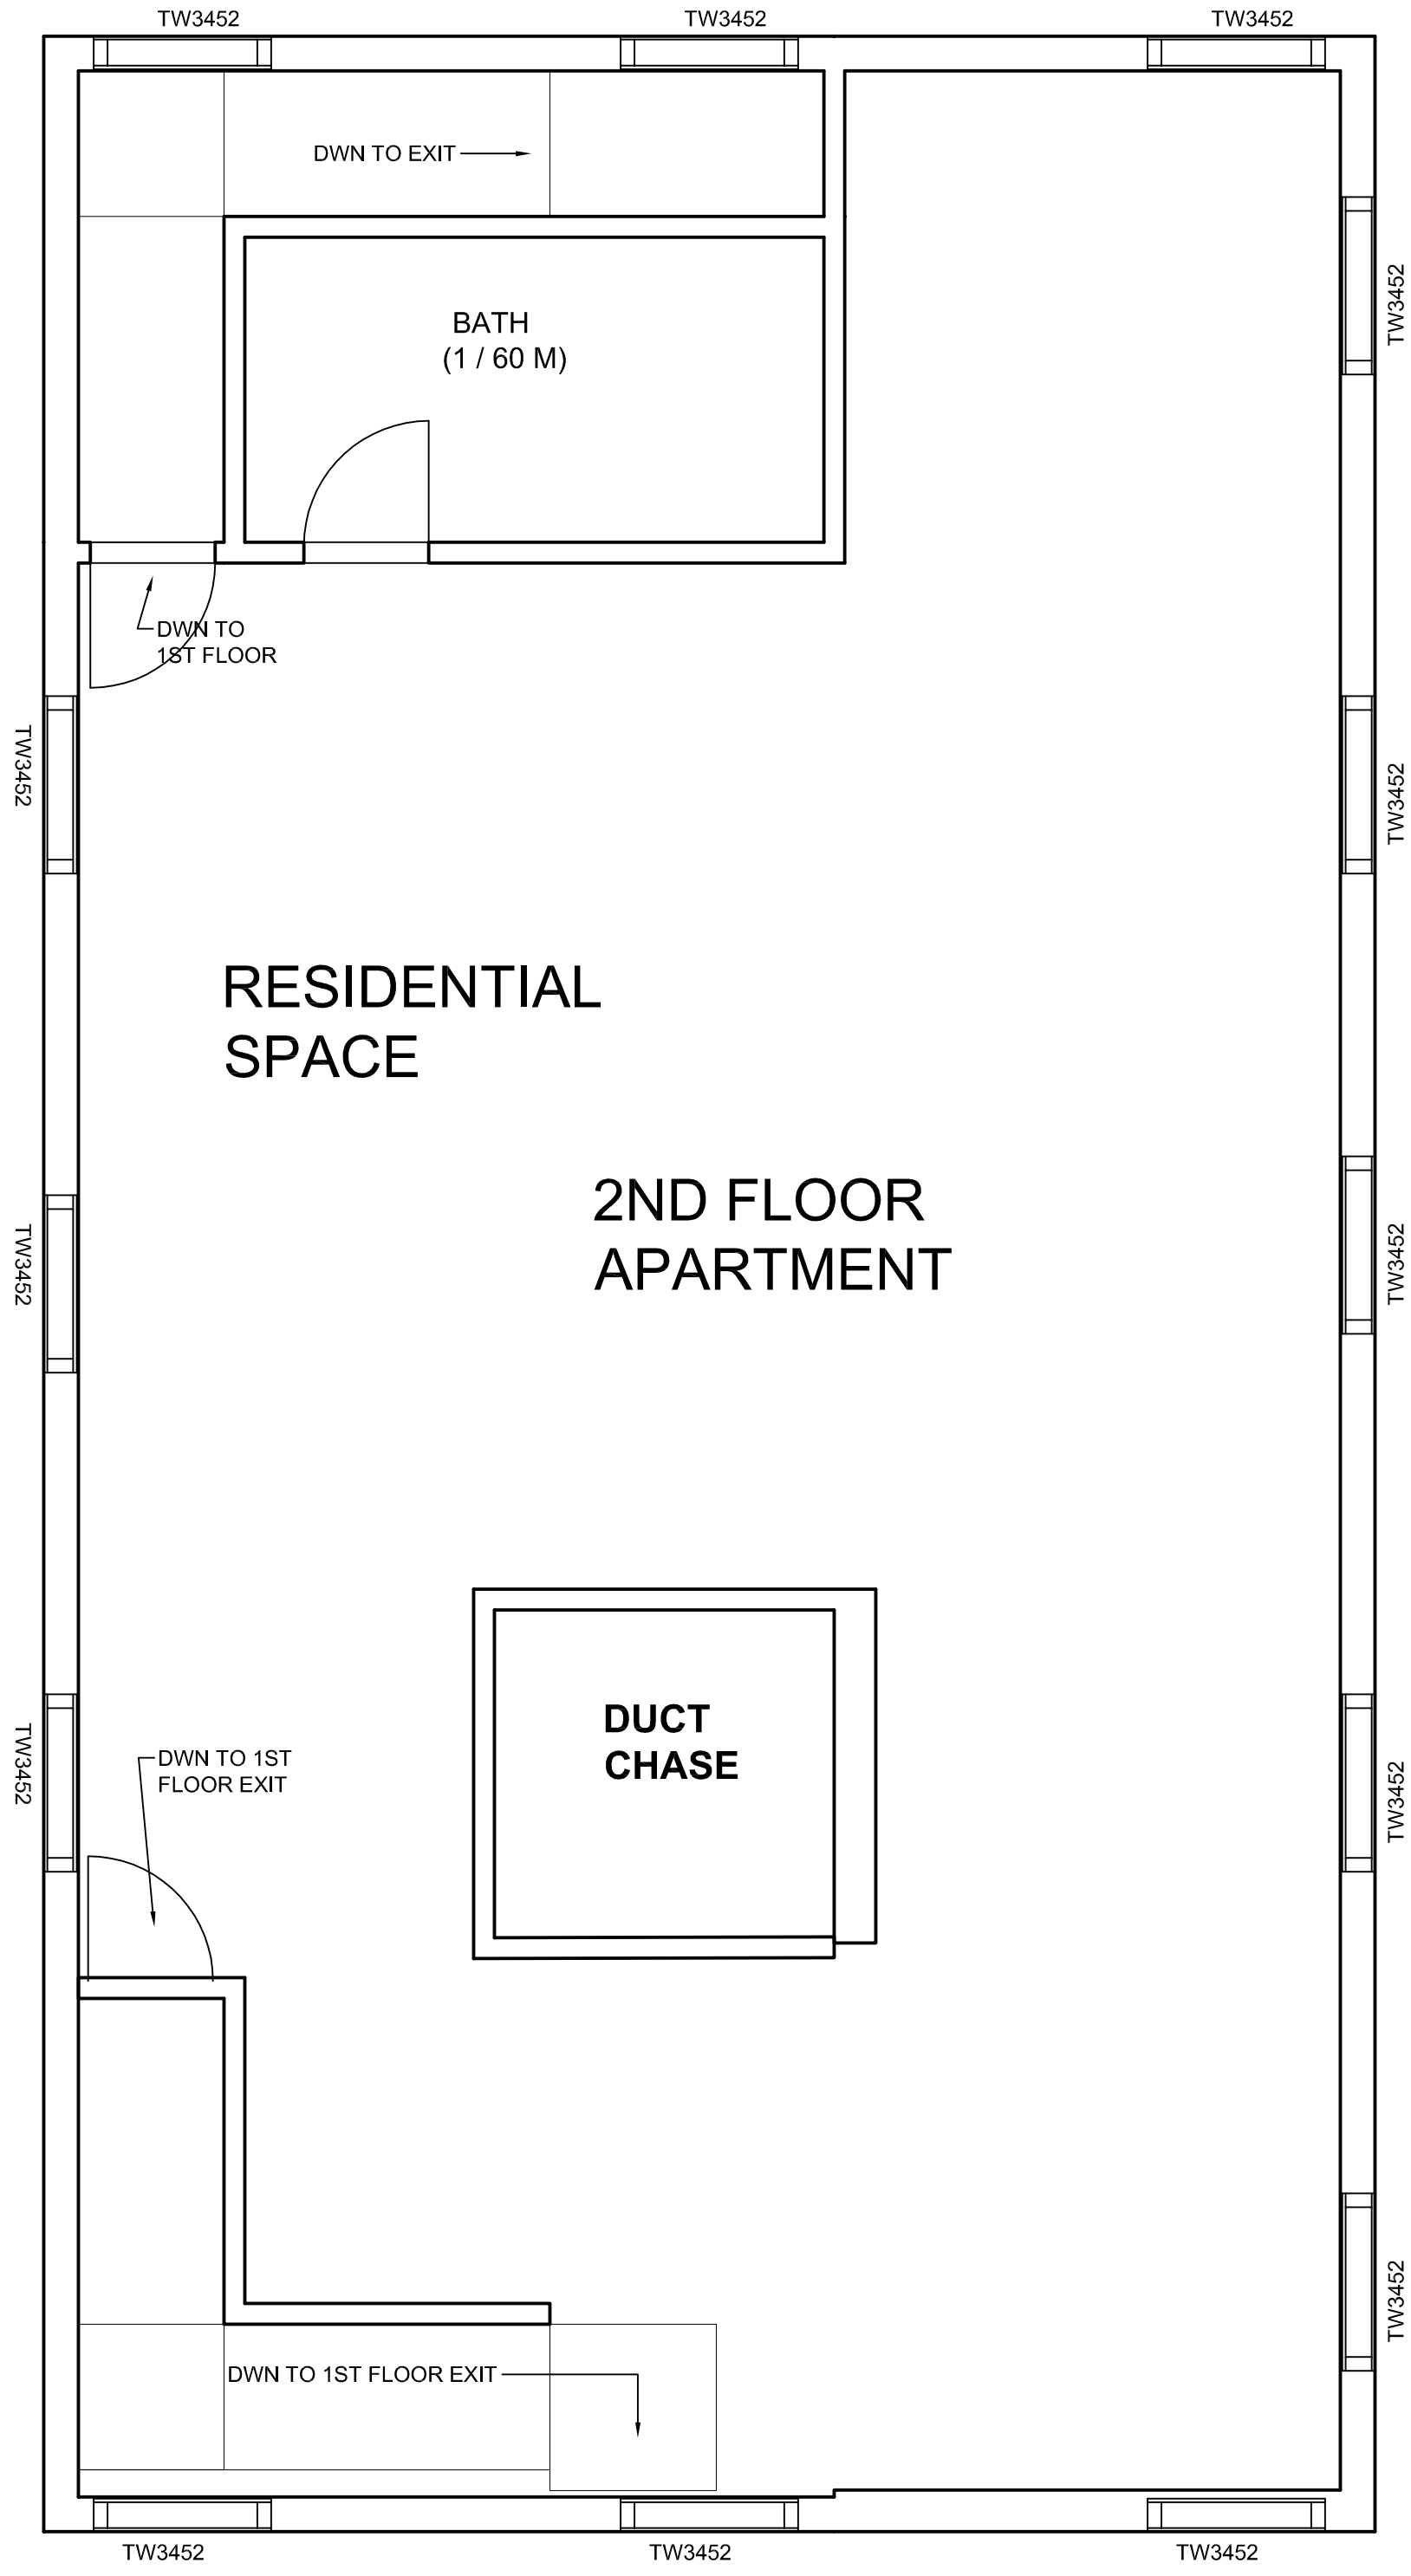 TW3452
TW3452
TW3452
DWN TO EXIT
TW3452
BATH
(1 / 60 M)
DWN TO
1ST FLOOR
TW3452
TW3452
RESIDENTIAL
SPACE
2ND FLOOR
APARTMENT
TW3452
TW3452
DUCT
CHASE
DWN TO 1ST
FLOOR EXIT
TW3452
TW3452
TW3452
DWN TO 1ST FLOOR EXIT
TW3452
TW3452
TW3452